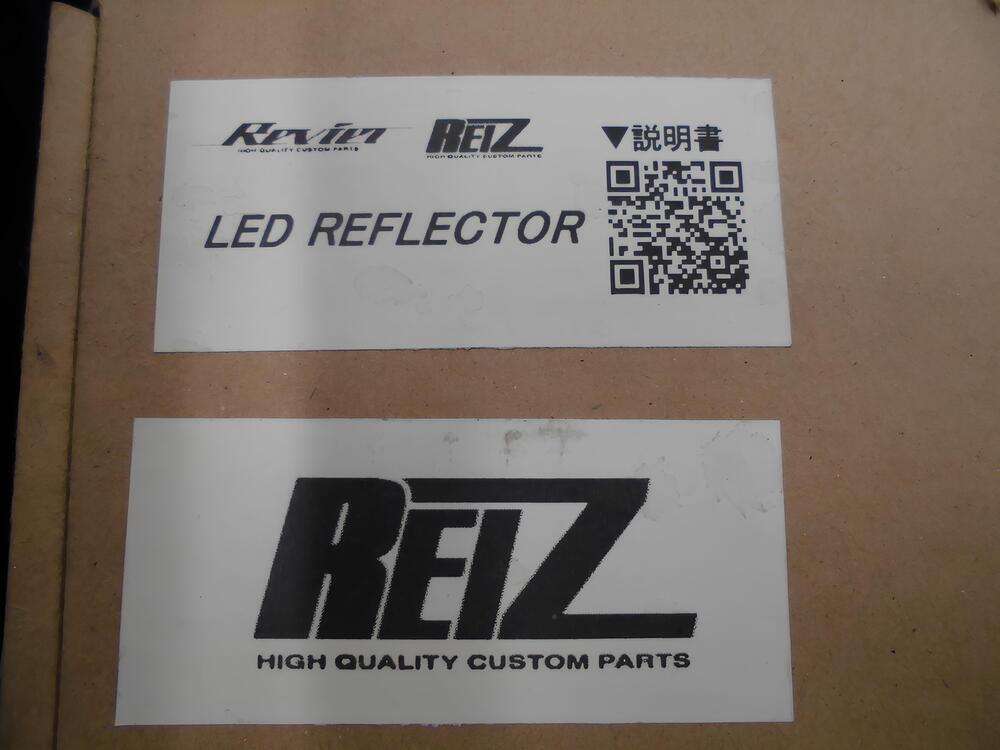 Revier REIZ
HIGH QUALITY CUSTOM PARTS HIGH QUALITY CUSTOM PARTS
▼説明書
LED REFLECTOR
REIZ
HIGH QUALITY CUSTOM PARTS